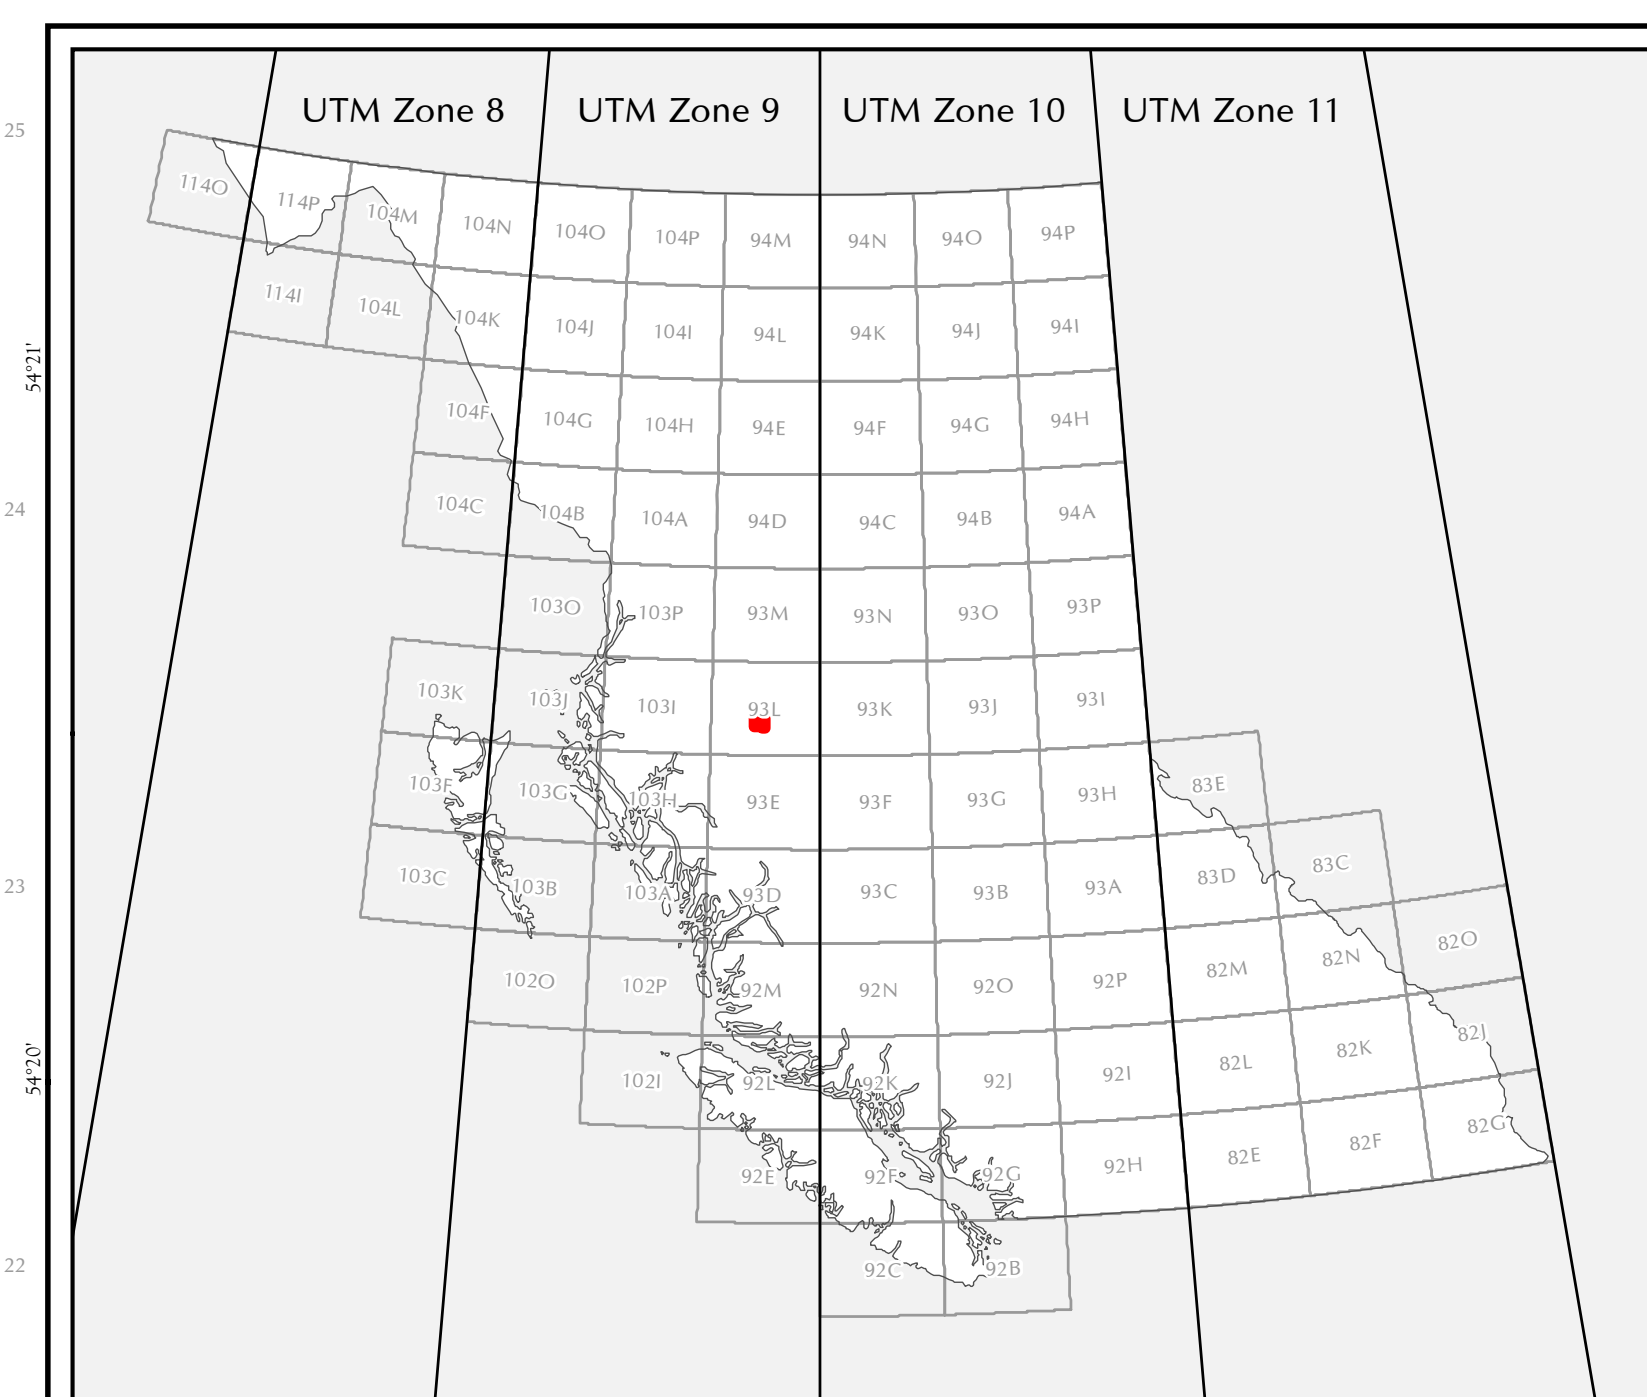 UTM Zone 8 UTM Zone 9 UTM Zone 10 UTM Zone 11
25
114O 114P 104M 104N 104O 104P 94M 94N 94O 94P
114I 104L 104K 104J 104I 94L 94K 94J 94I
54°21'
104F 104G 104H 94E 94F 94G 94H
24
104C 104B 104A 94D 94C 94B 94A
103O 103P 93M 93N 93O 93P
103K 103J 103I 93L 93K 93J 93I
103F 103G 103H 93E 93F 93G 93H 83E
23
103C 103B 103A 93D 93C 93B 93A 83D 83C
102O 102P 92M 92N 92O 92P 82M 82N 82O
54°20'
102I 92L 92K 92J 92I 82L 82K 82J
92E 92F 92G 92H 82E 82F 82G
22
92C 92B